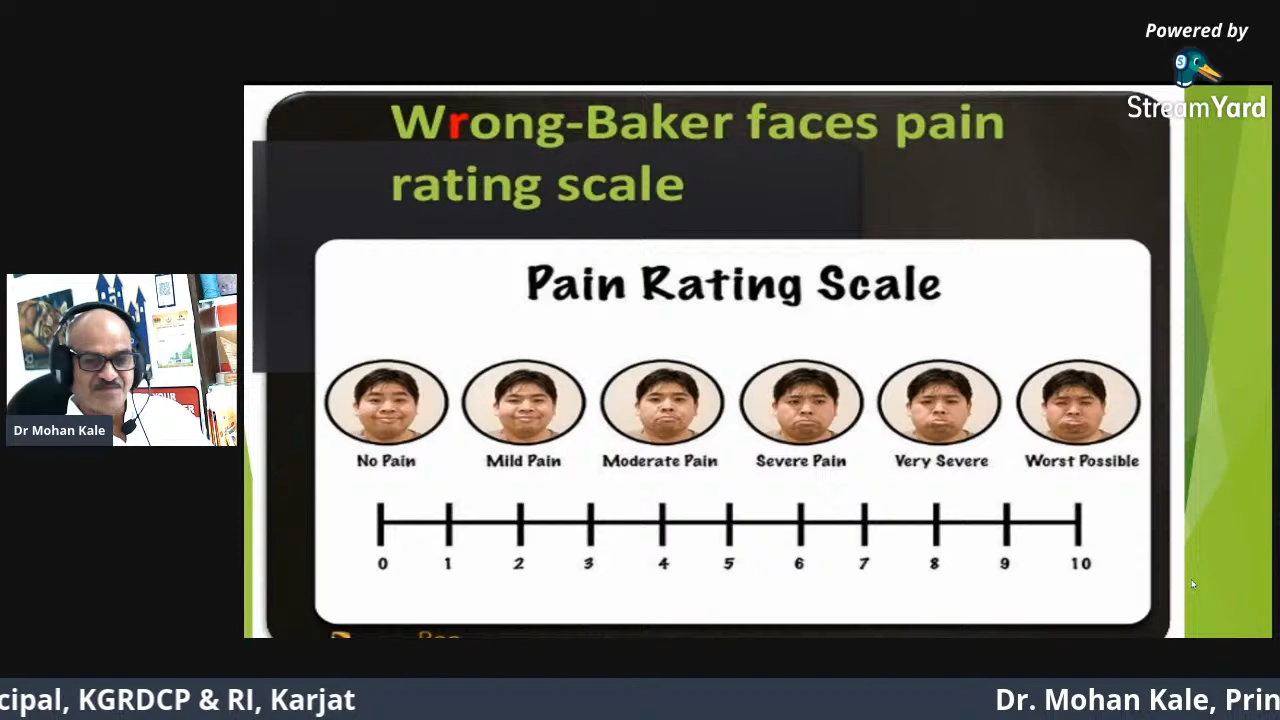 Powered by
StreamYard
Wrong-Baker faces pain
rating scale
Pain Rating Scale
No Pain Mild Pain Moderate Pain Severe Pain Very Severe Worst Possible
0 1 2 3 4 5 6 7 8 9 10
Dr Mohan Kale
cipal, KGRDCP & RI, Karjat Dr. Mohan Kale, Prin